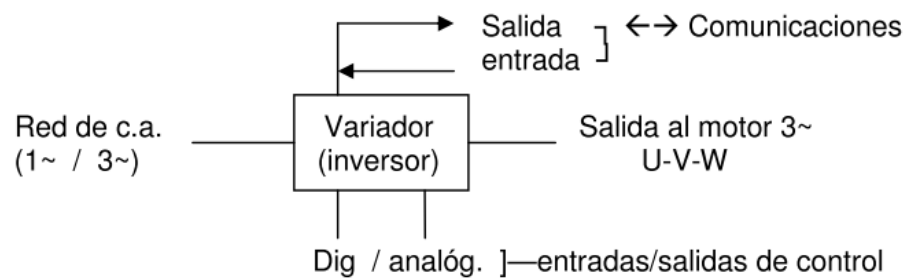 Salida
entrada
←→ Comunicaciones
Red de c.a.
(1~ / 3~)
Variador
(inversor)
Salida al motor 3~
U-V-W
Dig / analóg. ]—entradas/salidas de control